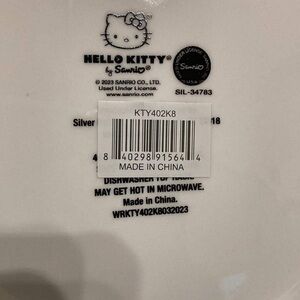 HELLO KITTY®
by Sanrio®
© 2023 SANRIO CO., LTD.
Used Under License.
www.sanrio.com
Sanrio
SIL-34783
Silver
18
KTY402K8
8 40298 91564 4
MADE IN CHINA
4
DISHWASHER TOP RACK.
MAY GET HOT IN MICROWAVE.
Made in China.
WRKTY402K8032023